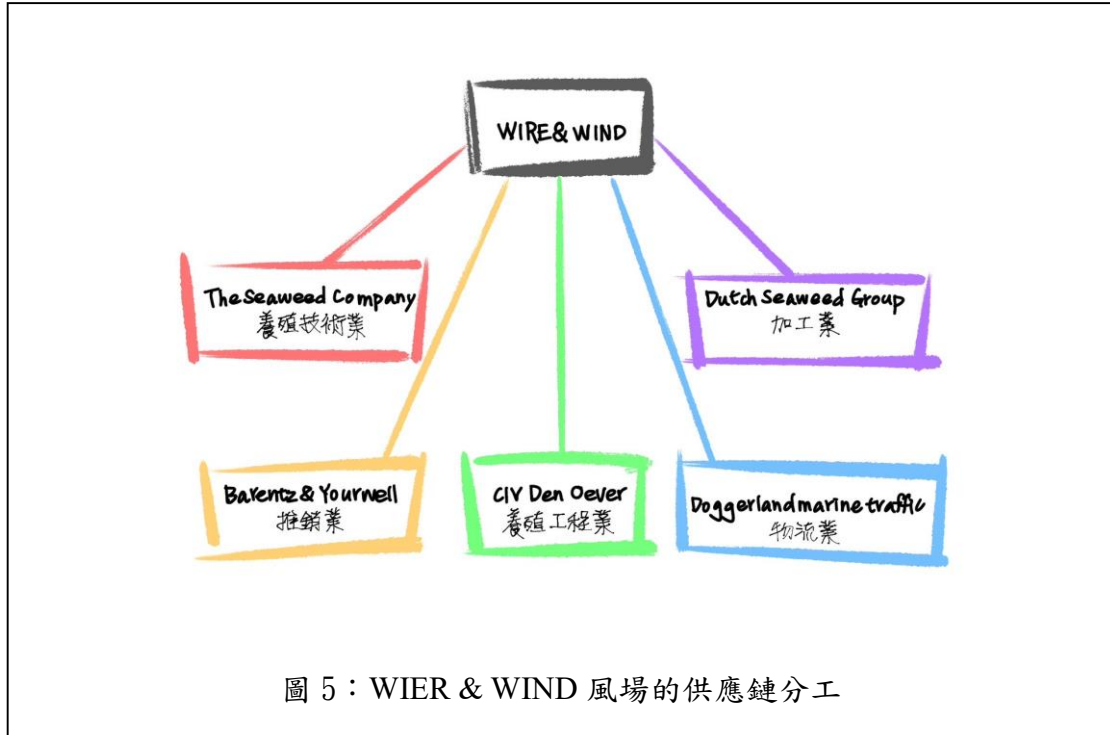 WIRE & WIND
The Seaweed Company
養殖技術業
Dutch Seaweed Group
加工業
Barentz & Yourwell
推銷業
CIV Den Oever
養殖工程業
Doggerland marine traffic
物流業
圖 5：WIER & WIND 風場的供應鏈分工